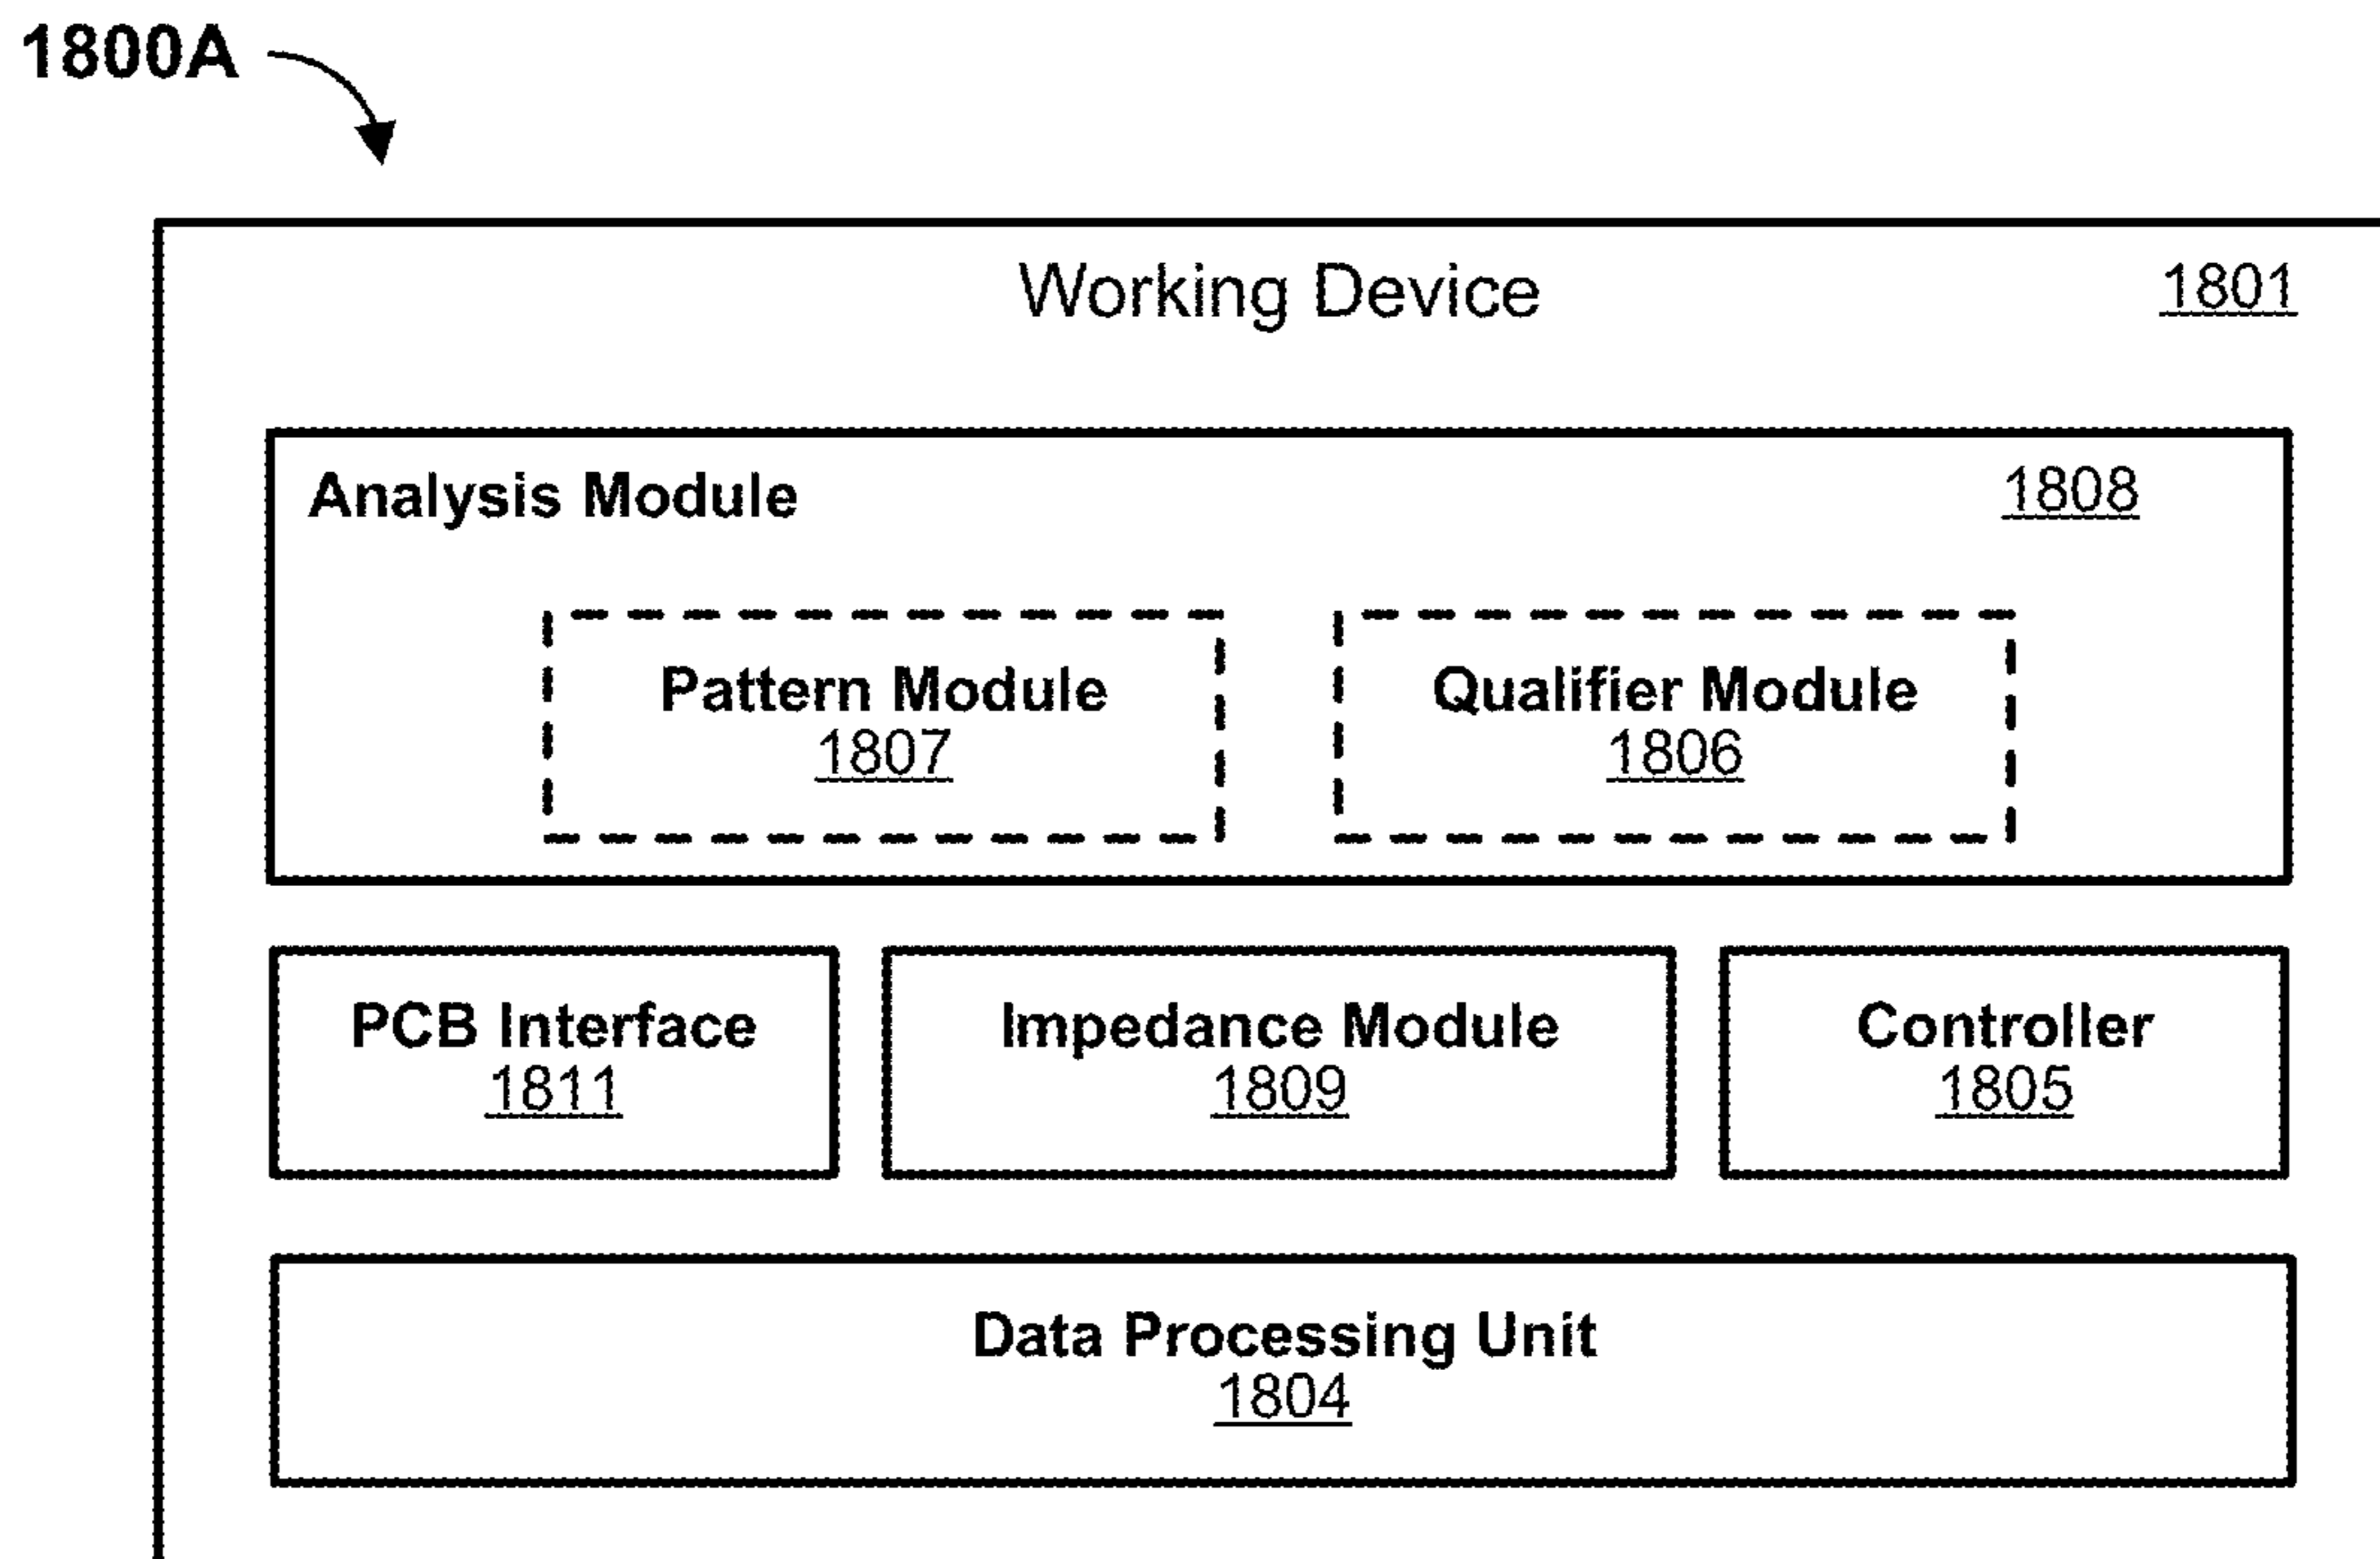 1800A
Working Device
1801
Analysis Module
1808
Pattern Module
1807
Qualifier Module
1806
PCB Interface
1811
Impedance Module
1809
Controller
1805
Data Processing Unit
1804